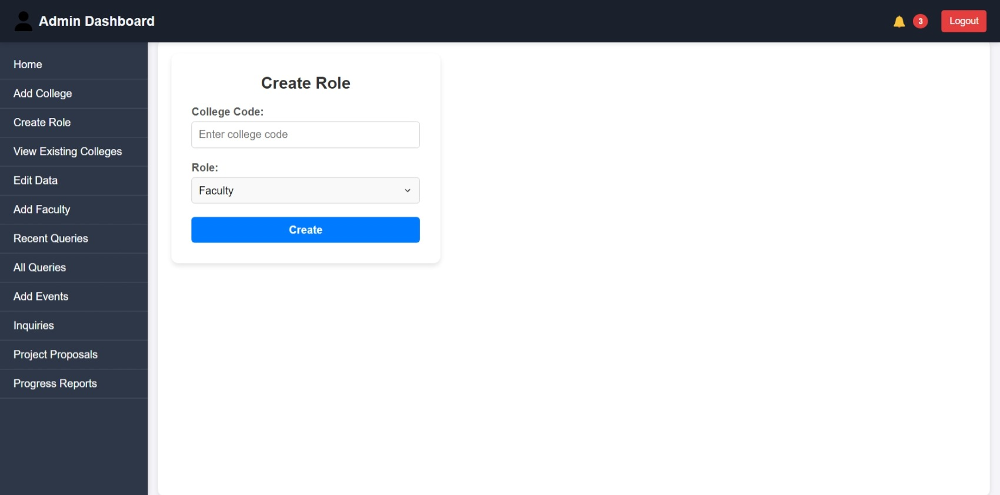 Admin Dashboard
3
Logout
Home
Add College
Create Role
View Existing Colleges
Edit Data
Add Faculty
Recent Queries
All Queries
Add Events
Inquiries
Project Proposals
Progress Reports
Create Role
College Code:
Enter college code
Role:
Faculty
Create